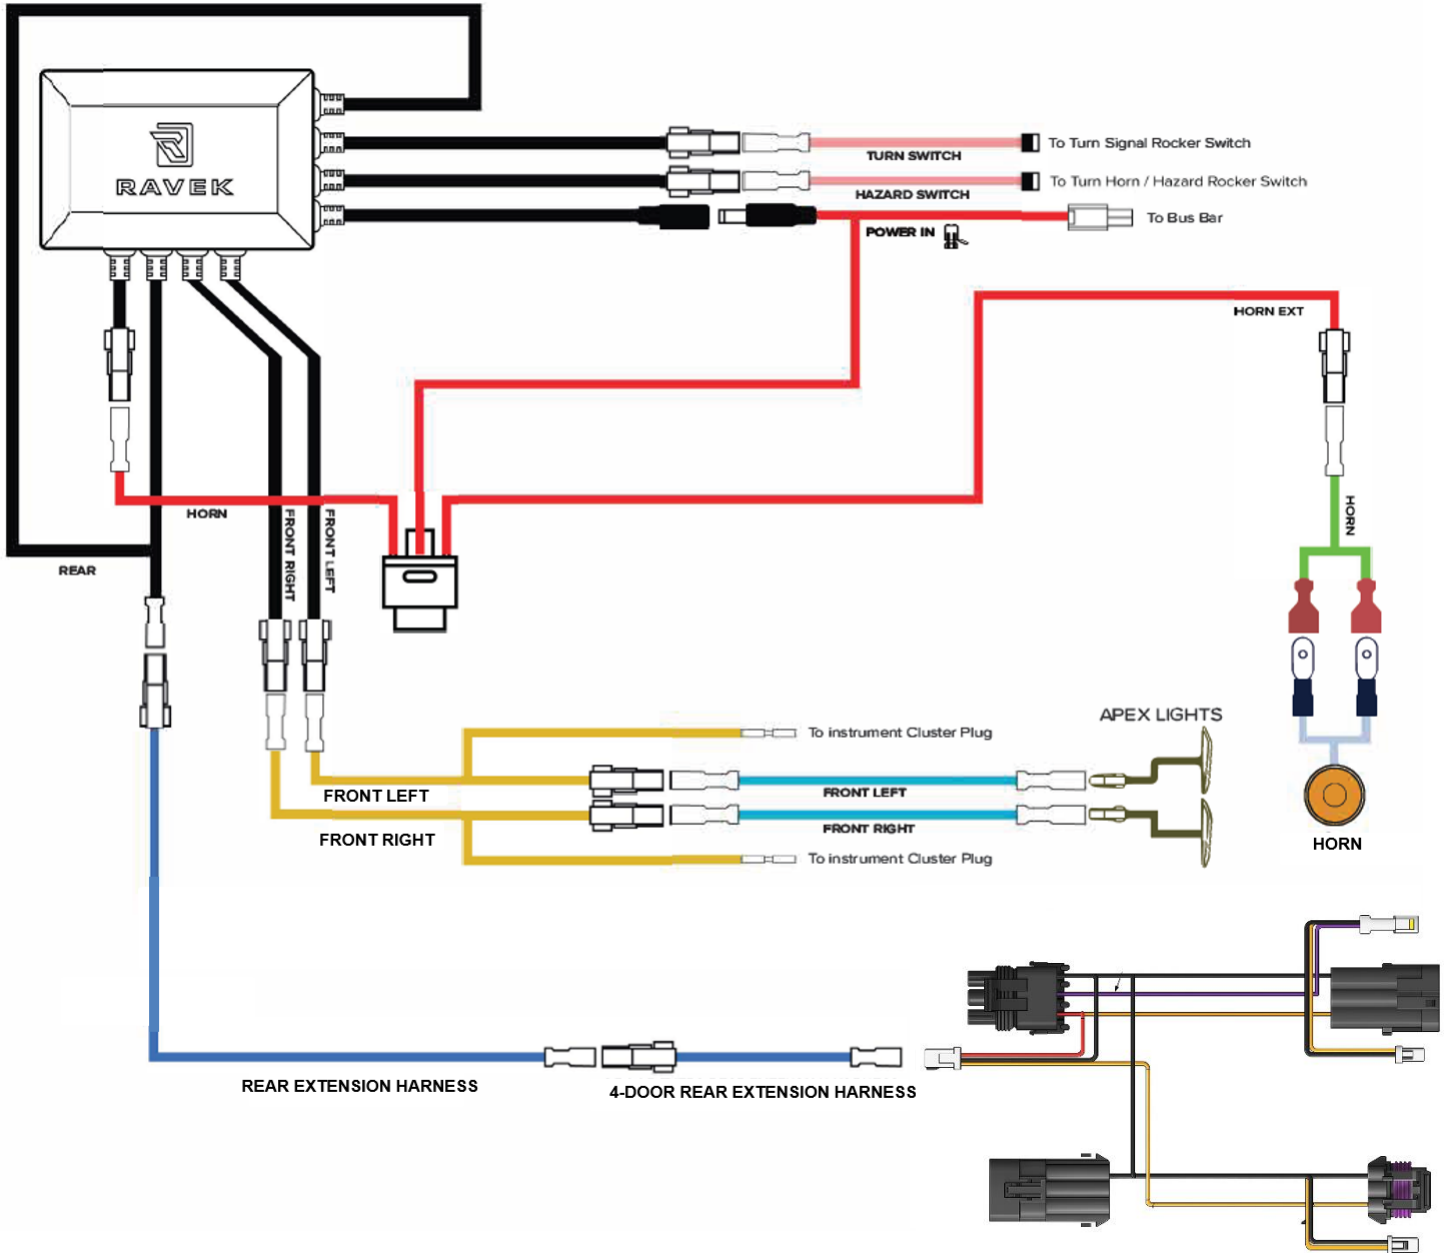 RAVEK
TURN SWITCH
To Turn Signal Rocker Switch
HAZARD SWITCH
To Turn Horn / Hazard Rocker Switch
POWER IN
To Bus Bar
HORN EXT
HORN
HORN
FRONT RIGHT
FRONT LEFT
REAR
To instrument Cluster Plug
APEX LIGHTS
FRONT LEFT
FRONT LEFT
FRONT RIGHT
FRONT RIGHT
To instrument Cluster Plug
HORN
REAR EXTENSION HARNESS
4-DOOR REAR EXTENSION HARNESS